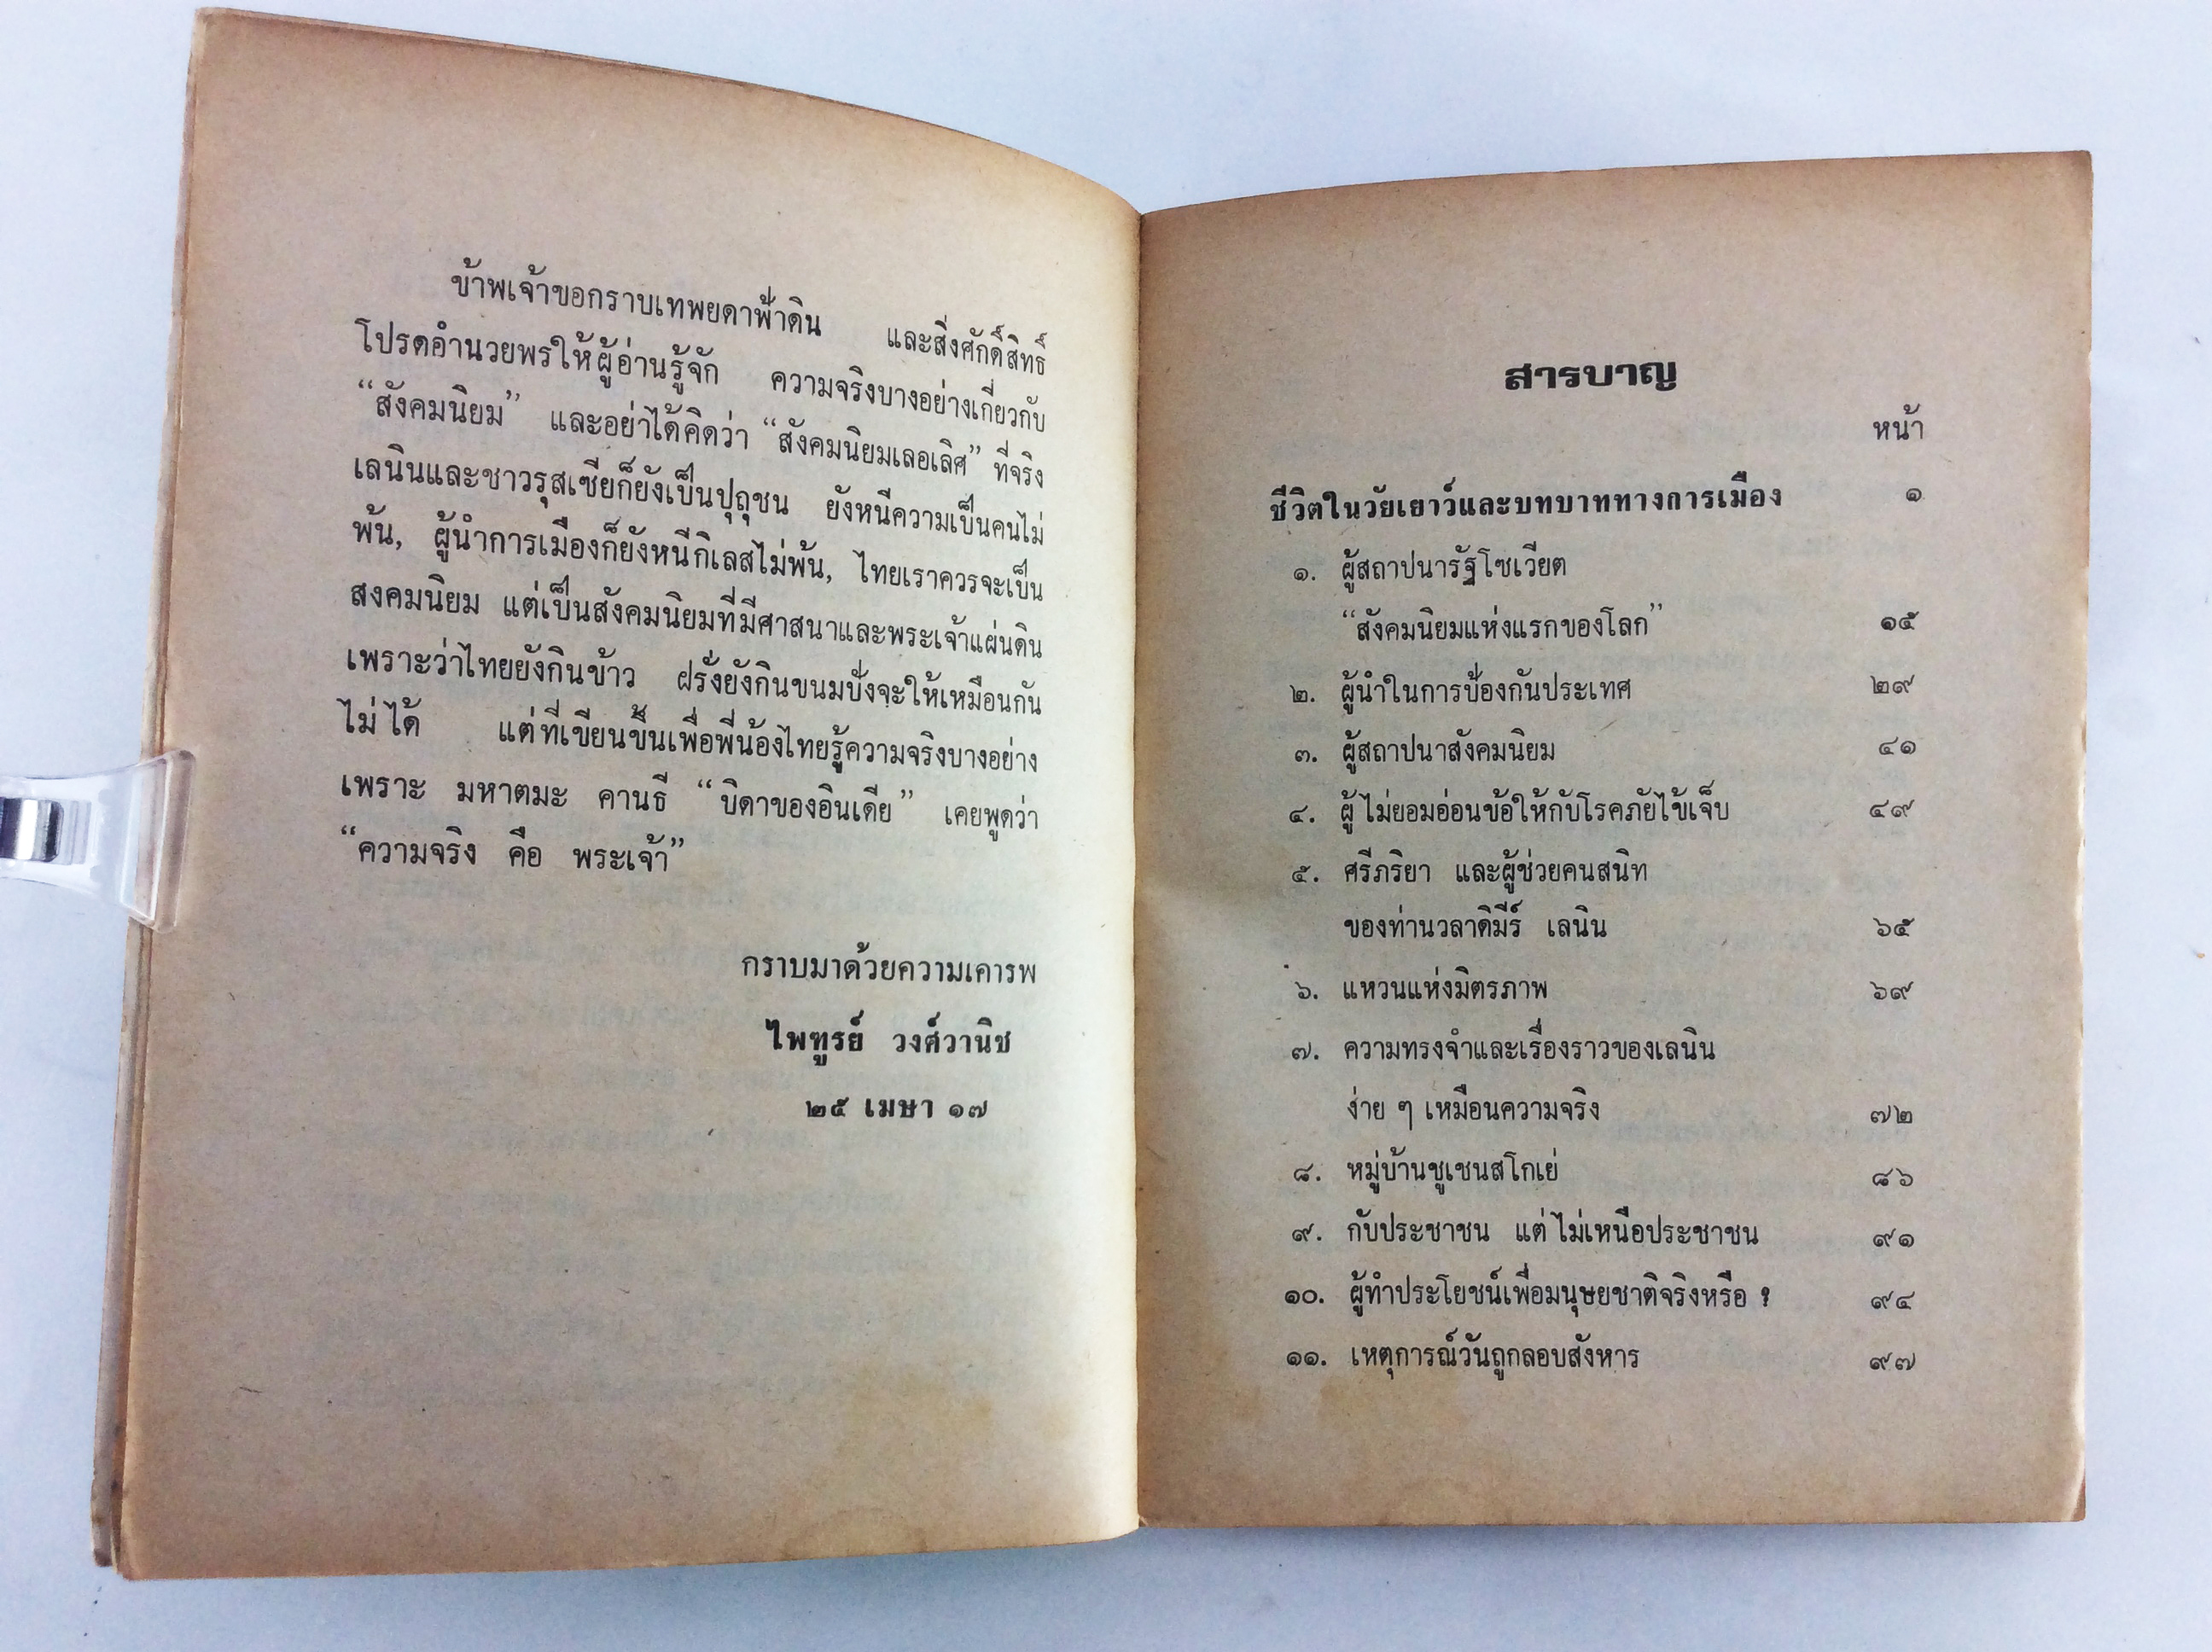 ข้าพเจ้าขอกราบเทพยดาฟ้าดิน และสิ่งศักดิ์สิทธิ์
โปรดอำนวยพรให้ผู้อ่านรู้จัก ความจริงบางอย่างเกี่ยวกับ
“สังคมนิยม” และอย่าได้คิดว่า “สังคมนิยมเลอเลิศ” ที่จริง
เลนินและชาวรุสเซียก็ยังเป็นปุถุชน ยังหนีความเป็นคนไม่
พ้น, ผู้นำการเมืองก็ยังหนีกิเลสไม่พ้น, ไทยเราควรจะเป็น
สงคมนิยม แต่เป็นสังคมนิยมที่มีศาสนาและพระเจ้าแผ่นดิน
เพราะว่าไทยยังกินข้าว ฝรั่งยังกินขนมปังจะให้เหมือนกัน
ไม่ได้ แต่ที่เขียนขึ้นเพื่อพี่น้องไทยรู้ความจริงบางอย่าง
เพราะ มหาตมะ คานธี “บิดาของอินเดีย” เคยพูดว่า
“ความจริง คือ พระเจ้า”
กราบมาด้วยความเคารพ
ไพฑูรย์ วงศ์วานิช
๒๕ เมษา ๑๗
สารบาญ
หน้า
ชีวิตในวัยเยาว์และบทบาททางการเมือง ๑
๑. ผู้สถาปนารัฐโซเวียต
“สังคมนิยมแห่งแรกของโลก” ๑๕
๒. ผู้นำในการป้องกันประเทศ ๒๙
๓. ผู้สถาปนาสังคมนิยม ๔๑
๔. ผู้ไม่ยอมอ่อนข้อให้กับโรคภัยไข้เจ็บ ๔๙
๕. ศรีภริยา และผู้ช่วยคนสนิท
ของท่านวลาดิมีร์ เลนิน ๖๕
๖. แหวนแห่งมิตรภาพ ๖๙
๗. ความทรงจำและเรื่องราวของเลนิน
ง่าย ๆ เหมือนความจริง ๗๒
๘. หมู่บ้านชูเชนสโกเย่ ๘๖
๙. กับประชาชน แต่ไม่เหนือประชาชน ๙๑
๑๐. ผู้ทำประโยชน์เพื่อมนุษยชาติจริงหรือ ? ๙๔
๑๑. เหตุการณ์วันถูกลอบสังหาร ๙๗